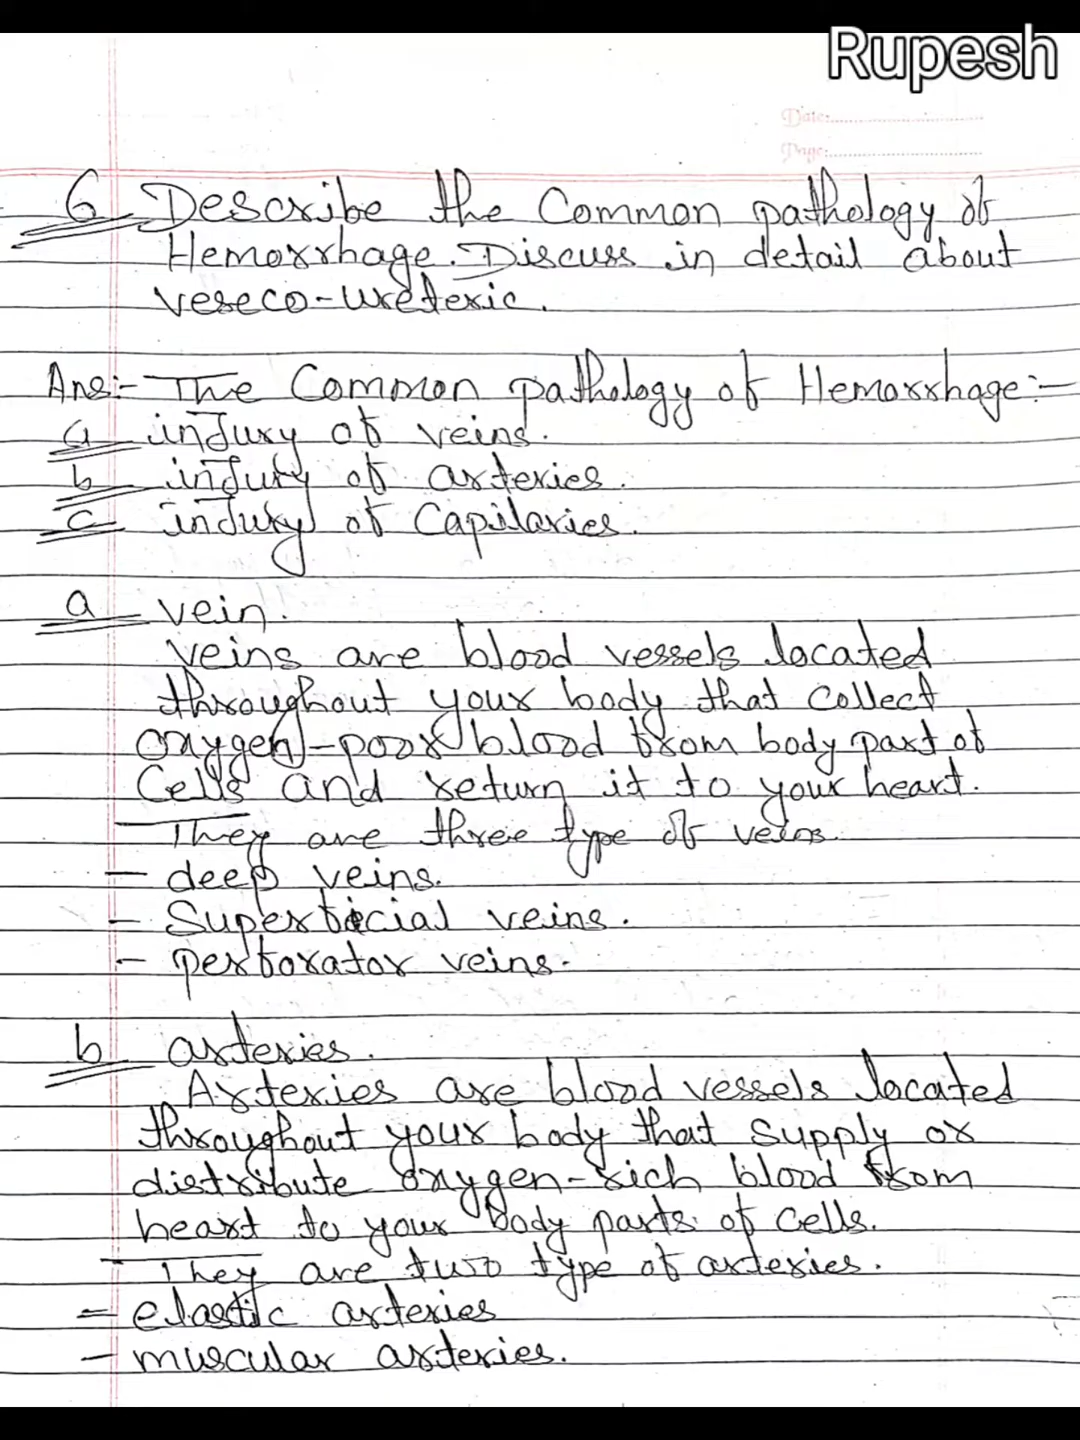 Rupesh
Date:
Page:
6 Describe the Common pathology of
Hemorrhage. Discuss in detail about
veseco-ureteric.
Ans:- The Common pathology of Hemorrhage:-
a injury of veins.
b injury of arteries.
c injury of Capilaries.
a vein.
veins are blood vessels located
throughout your body that collect
oxygen-poor blood from body part of
Cells and return it to your heart.
They are three type of veins
- deep veins.
- Superficial veins.
- perforator veins.
b arteries.
Arteries are blood vessels located
throughout your body that supply or
distribute oxygen-rich blood from
heart to your body parts of cells.
They are two type of arteries.
- elastic arteries
- muscular arteries.